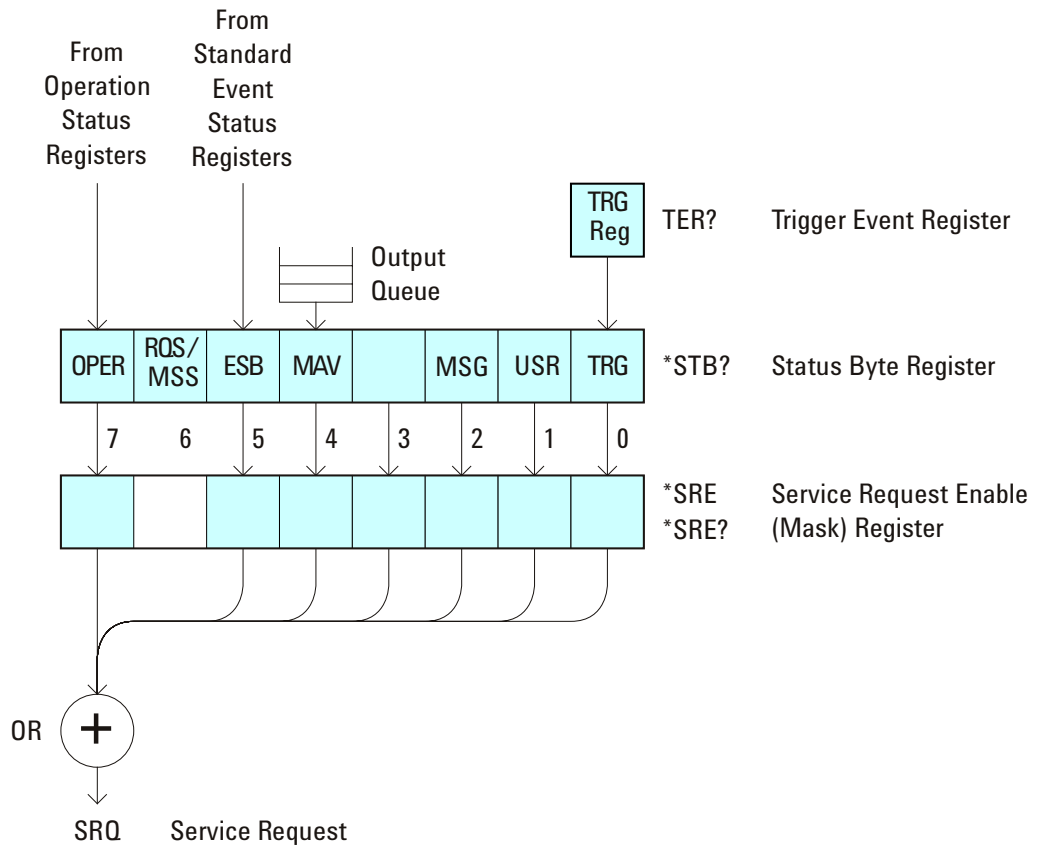 From
Operation
Status
Registers
From
Standard
Event
Status
Registers
TRG
Reg
TER?
Trigger Event Register
Output
Queue
OPER
RQS/
MSS
ESB
MAV
MSG
USR
TRG
*STB?
Status Byte Register
7
6
5
4
3
2
1
0
*SRE
*SRE?
Service Request Enable
(Mask) Register
OR
+
SRQ
Service Request